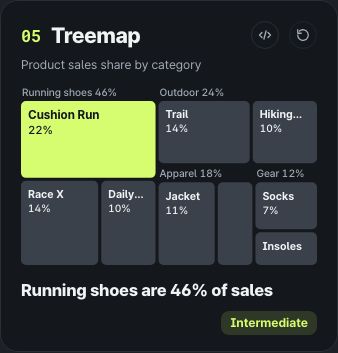 05 Treemap
Product sales share by category
Running shoes 46%
Outdoor 24%
Cushion Run
22%
Trail
14%
Hiking...
10%
Race X
14%
Daily...
10%
Apparel 18%
Jacket
11%
Gear 12%
Socks
7%
Insoles
Running shoes are 46% of sales
Intermediate